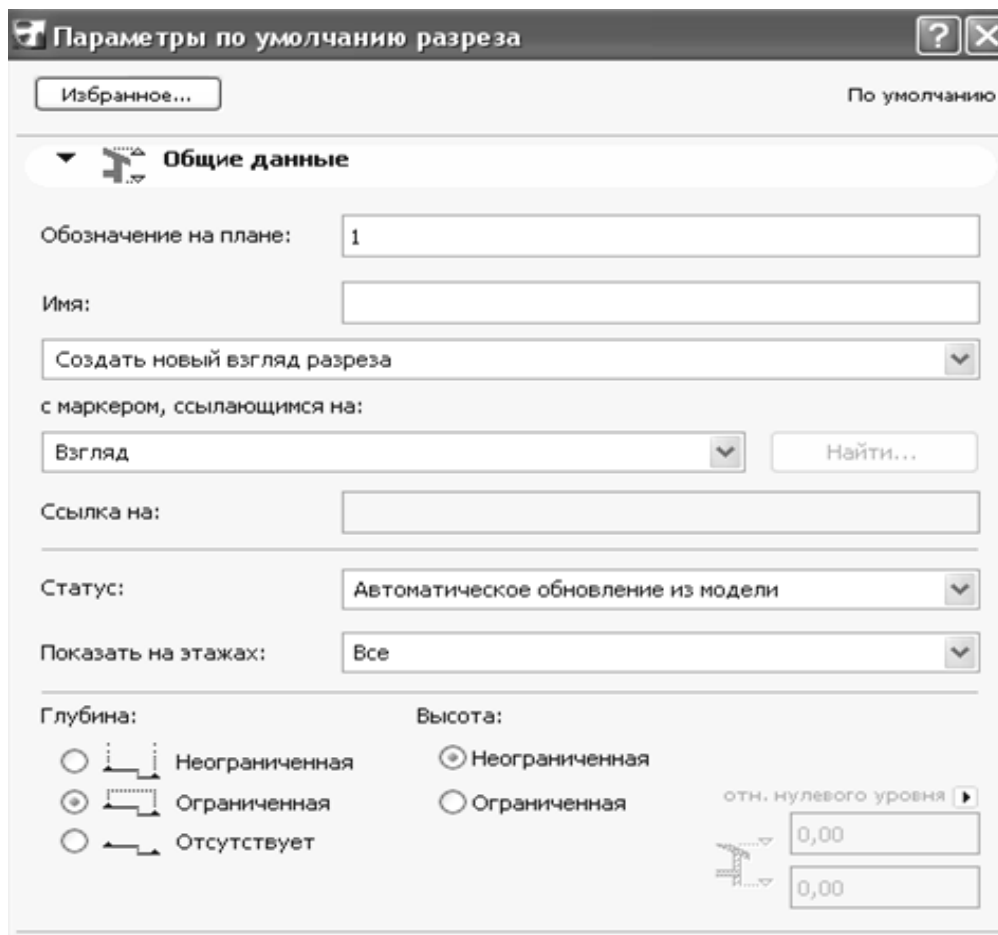 Параметры по умолчанию разреза
Избранное...
По умолчанию
Общие данные
Обозначение на плане: 1
Имя:
Создать новый взгляд разреза
с маркером, ссылающимся на:
Взгляд
Найти...
Ссылка на:
Статус: Автоматическое обновление из модели
Показать на этажах: Все
Глубина: Высота:
Неограниченная Неограниченная
Ограниченная Ограниченная отн. нулевого уровня
Отсутствует 0,00
0,00